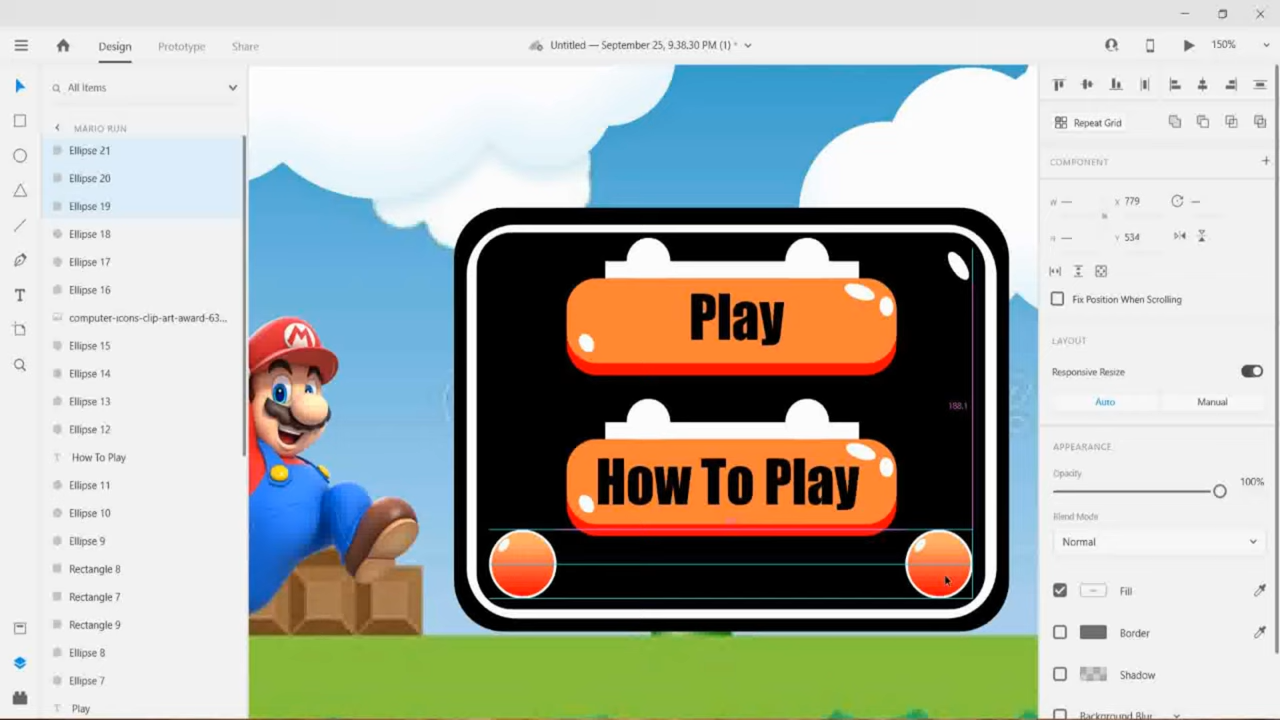 Design
Prototype
Share
Untitled — September 25, 9.38.30 PM (1) *
150%
All Items
MARIO RUN
Ellipse 21
Ellipse 20
Ellipse 19
Ellipse 18
Ellipse 17
Ellipse 16
computer-icons-clip-art-award-63...
Ellipse 15
Ellipse 14
Ellipse 13
Ellipse 12
T How To Play
Ellipse 11
Ellipse 10
Ellipse 9
Rectangle 8
Rectangle 7
Rectangle 9
Ellipse 8
Ellipse 7
T Play
M
Play
How To Play
188.1
Repeat Grid
COMPONENT
W — X 779
H — Y 534
Fix Position When Scrolling
LAYOUT
Responsive Resize
Auto Manual
APPEARANCE
Opacity
100%
Blend Mode
Normal
Fill
Border
Shadow
Background Blur